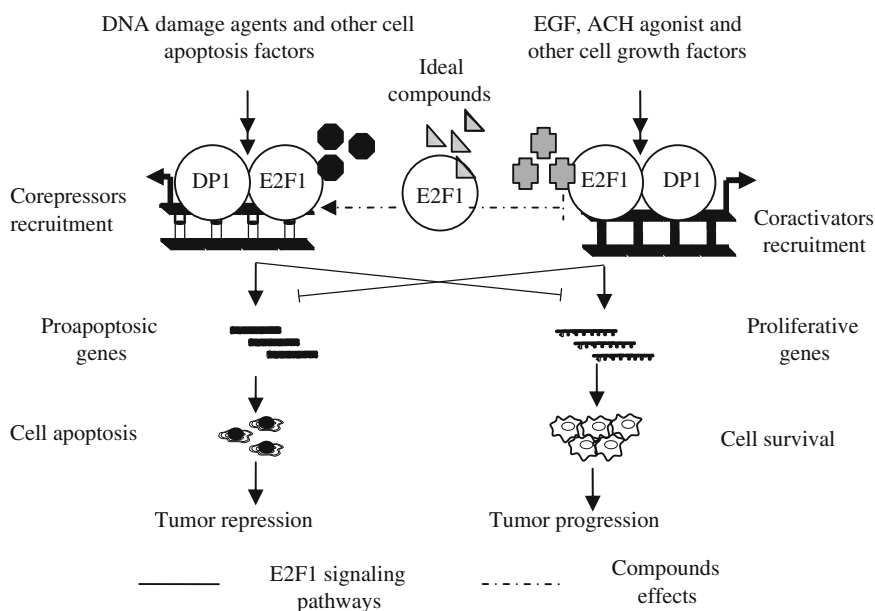 DNA damage agents and other cell
apoptosis factors
EGF, ACH agonist and
other cell growth factors
Ideal
compounds
DP1
E2F1
E2F1
E2F1
DP1
Corepressors
recruitment
Coractivators
recruitment
Proapoptosic
genes
Proliferative
genes
Cell apoptosis
Cell survival
Tumor repression
Tumor progression
E2F1 signaling
pathways
Compounds
effects